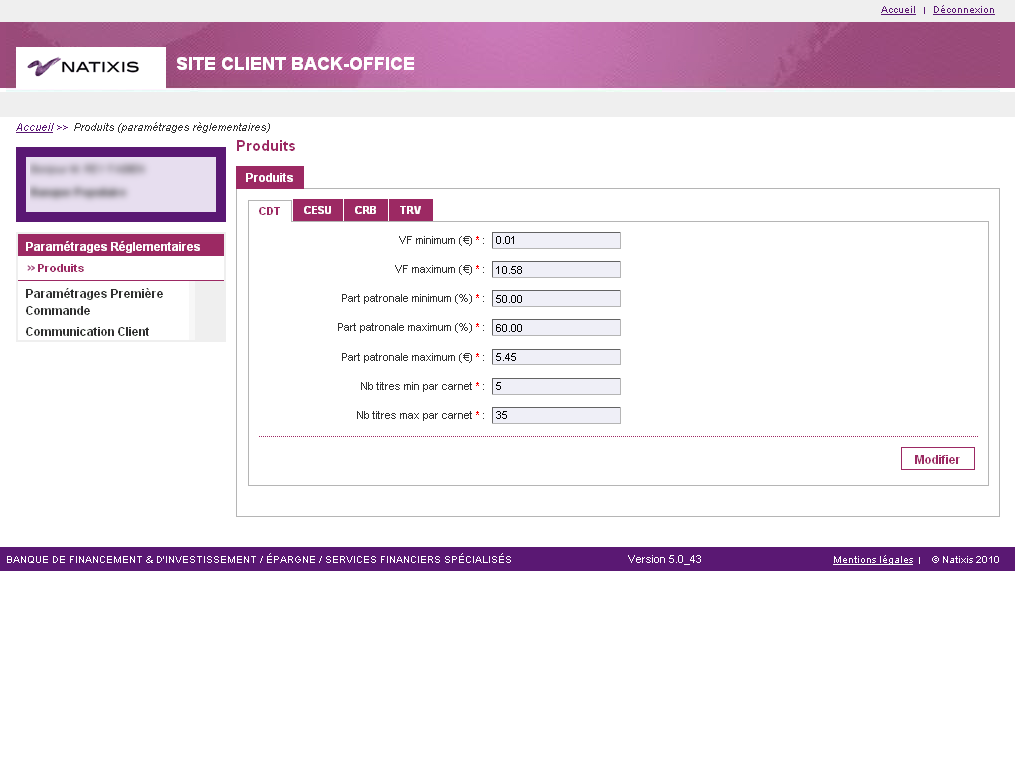 Accueil | Déconnexion
NATIXIS
SITE CLIENT BACK-OFFICE
Accueil >> Produits (paramétrages règlementaires)
Produits
Produits
Paramétrages Réglementaires
>> Produits
Paramétrages Première
Commande
Communication Client
CDT CESU CRB TRV
VF minimum (€) * : 0.01
VF maximum (€) * : 10.58
Part patronale minimum (%) * : 50.00
Part patronale maximum (%) * : 60.00
Part patronale maximum (€) * : 5.45
Nb titres min par carnet * : 5
Nb titres max par carnet * : 35
Modifier
BANQUE DE FINANCEMENT & D'INVESTISSEMENT / ÉPARGNE / SERVICES FINANCIERS SPÉCIALISÉS Version 5.0_43 Mentions légales | © Natixis 2010